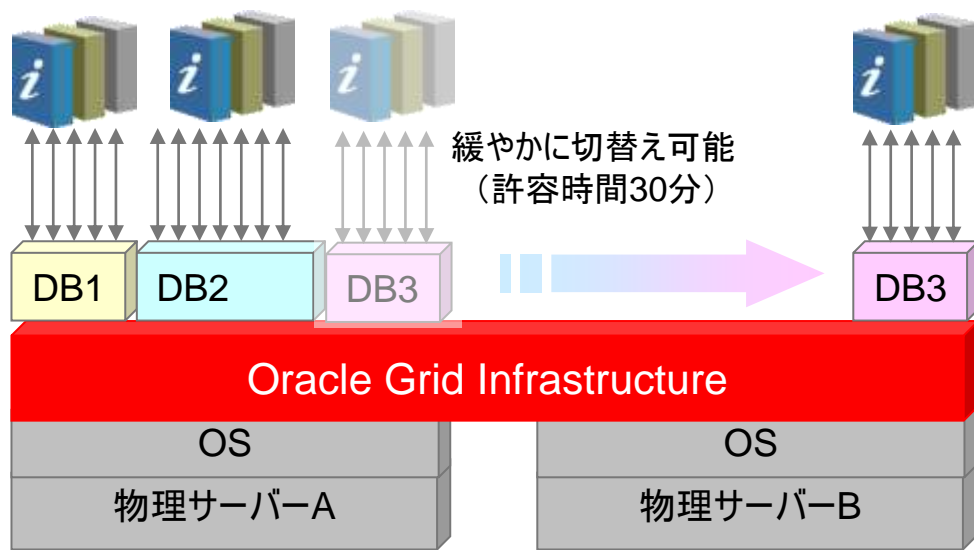 i
i
i
i
緩やかに切替え可能
（許容時間30分）
DB1
DB2
DB3
DB3
Oracle Grid Infrastructure
OS
OS
物理サーバーA
物理サーバーB